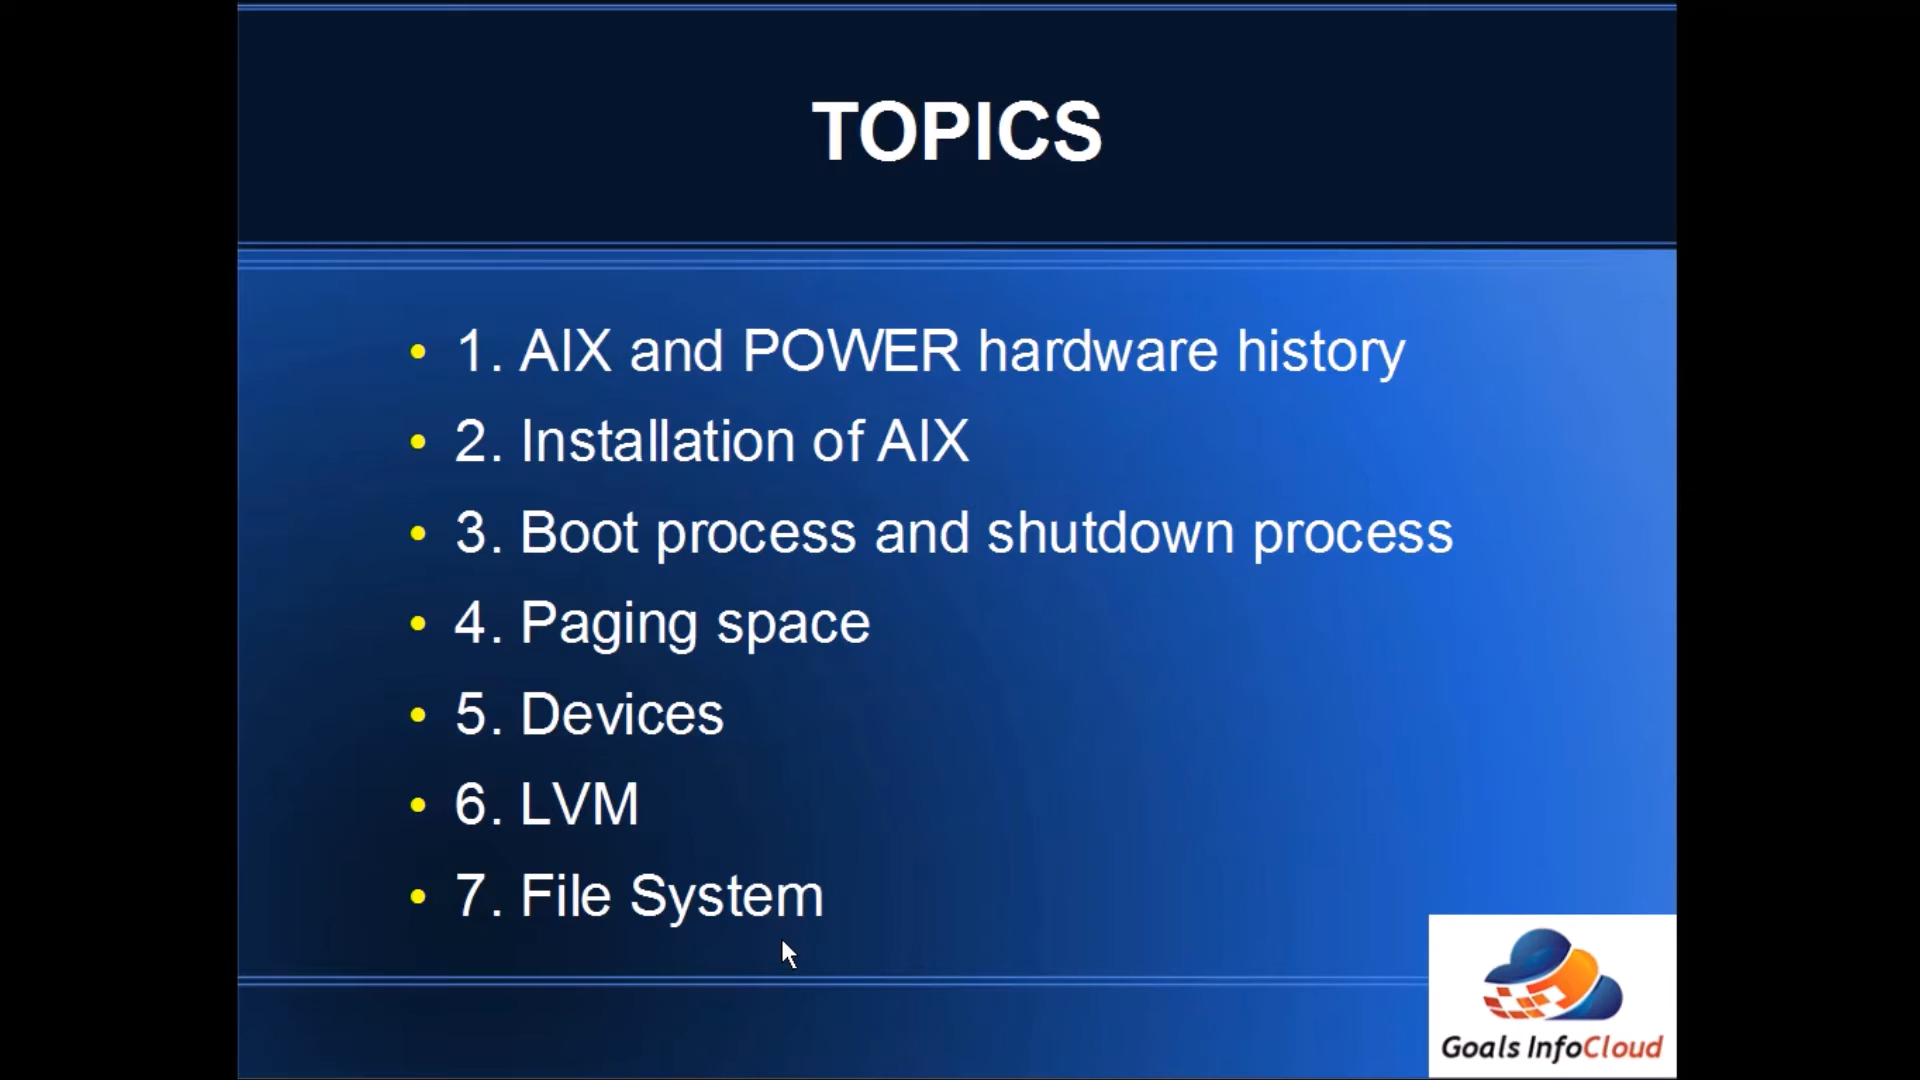 TOPICS
• 1. AIX and POWER hardware history
• 2. Installation of AIX
• 3. Boot process and shutdown process
• 4. Paging space
• 5. Devices
• 6. LVM
• 7. File System
Goals InfoCloud